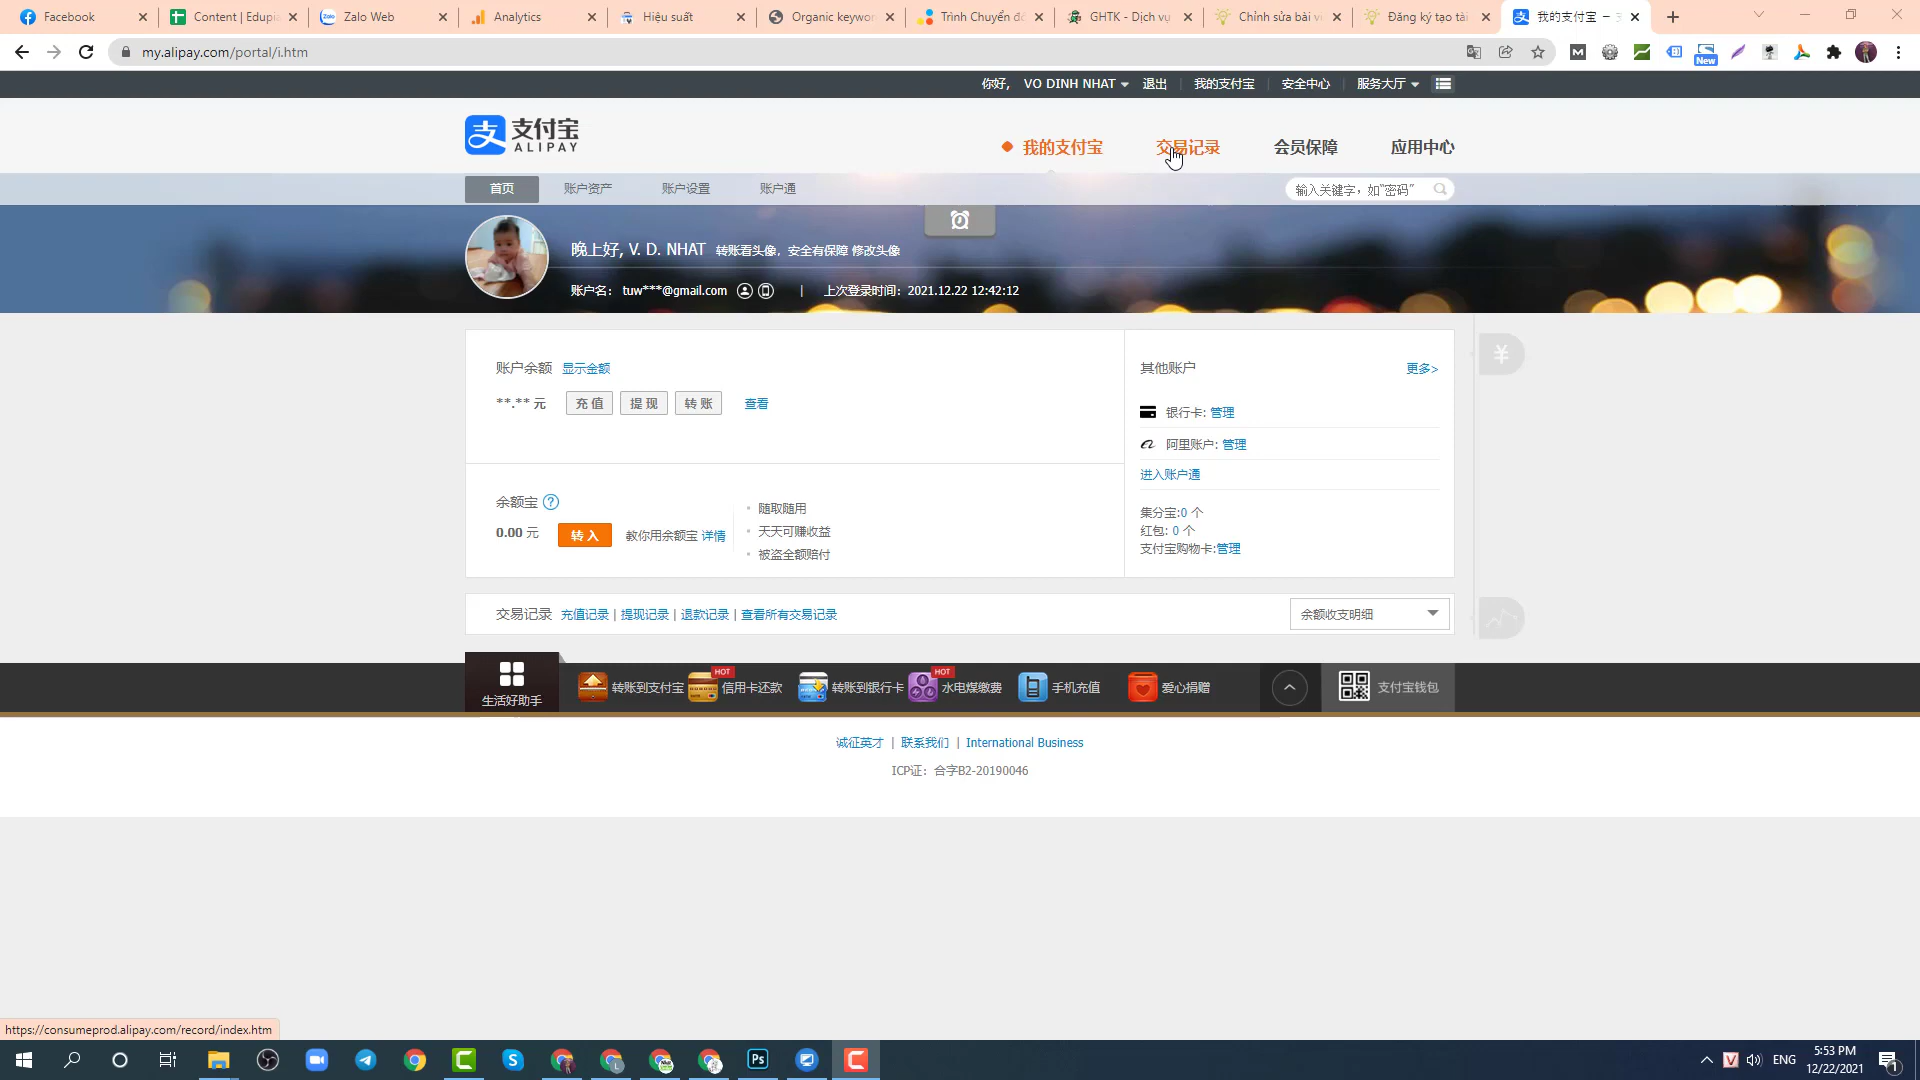 Facebook
Content | Edupi
Zalo Web
Analytics
Hiệu suất
Organic keywor
Trình Chuyển đổ
GHTK - Dịch vụ
Chỉnh sửa bài v
Đăng ký tạo tà
我的支付宝 –
my.alipay.com/portal/i.htm
New
你好, VO DINH NHAT 退出 | 我的支付宝 | 安全中心 | 服务大厅
支付宝
ALIPAY
我的支付宝 交易记录 会员保障 应用中心
首页 账户资产 账户设置 账户通
输入关键字，如“密码”
晚上好, V. D. NHAT 转账看头像，安全有保障 修改头像
账户名： tuw***@gmail.com | 上次登录时间：2021.12.22 12:42:12
账户余额 显示金额
**.** 元 充 值 提 现 转 账 查看
余额宝 ?
0.00 元 转 入 教你用余额宝 详情
随取随用
天天可赚收益
被盗全额赔付
其他账户 更多>
银行卡: 管理
阿里账户: 管理
进入账户通
集分宝:0 个
红包: 0 个
支付宝购物卡:管理
¥
交易记录 充值记录 | 提现记录 | 退款记录 | 查看所有交易记录
余额收支明细
生活好助手
转账到支付宝
HOT
信用卡还款
转账到银行卡
HOT
水电煤缴费
手机充值
爱心捐赠
支付宝钱包
诚征英才 | 联系我们 | International Business
ICP证：合字B2-20190046
https://consumeprod.alipay.com/record/index.htm
ENG
5:53 PM
12/22/2021
1